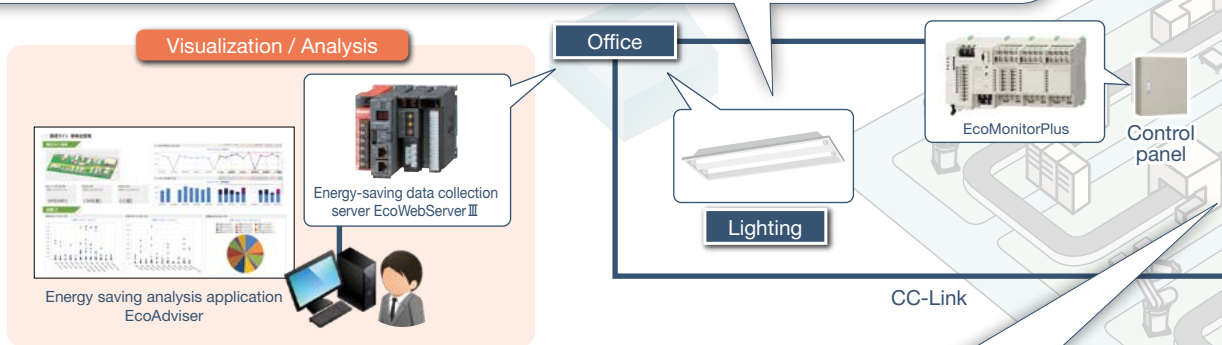 Visualization / Analysis
Office
EcoMonitorPlus
Control
panel
Energy-saving data collection
server EcoWebServerⅢ
Lighting
Energy saving analysis application
EcoAdviser
CC-Link